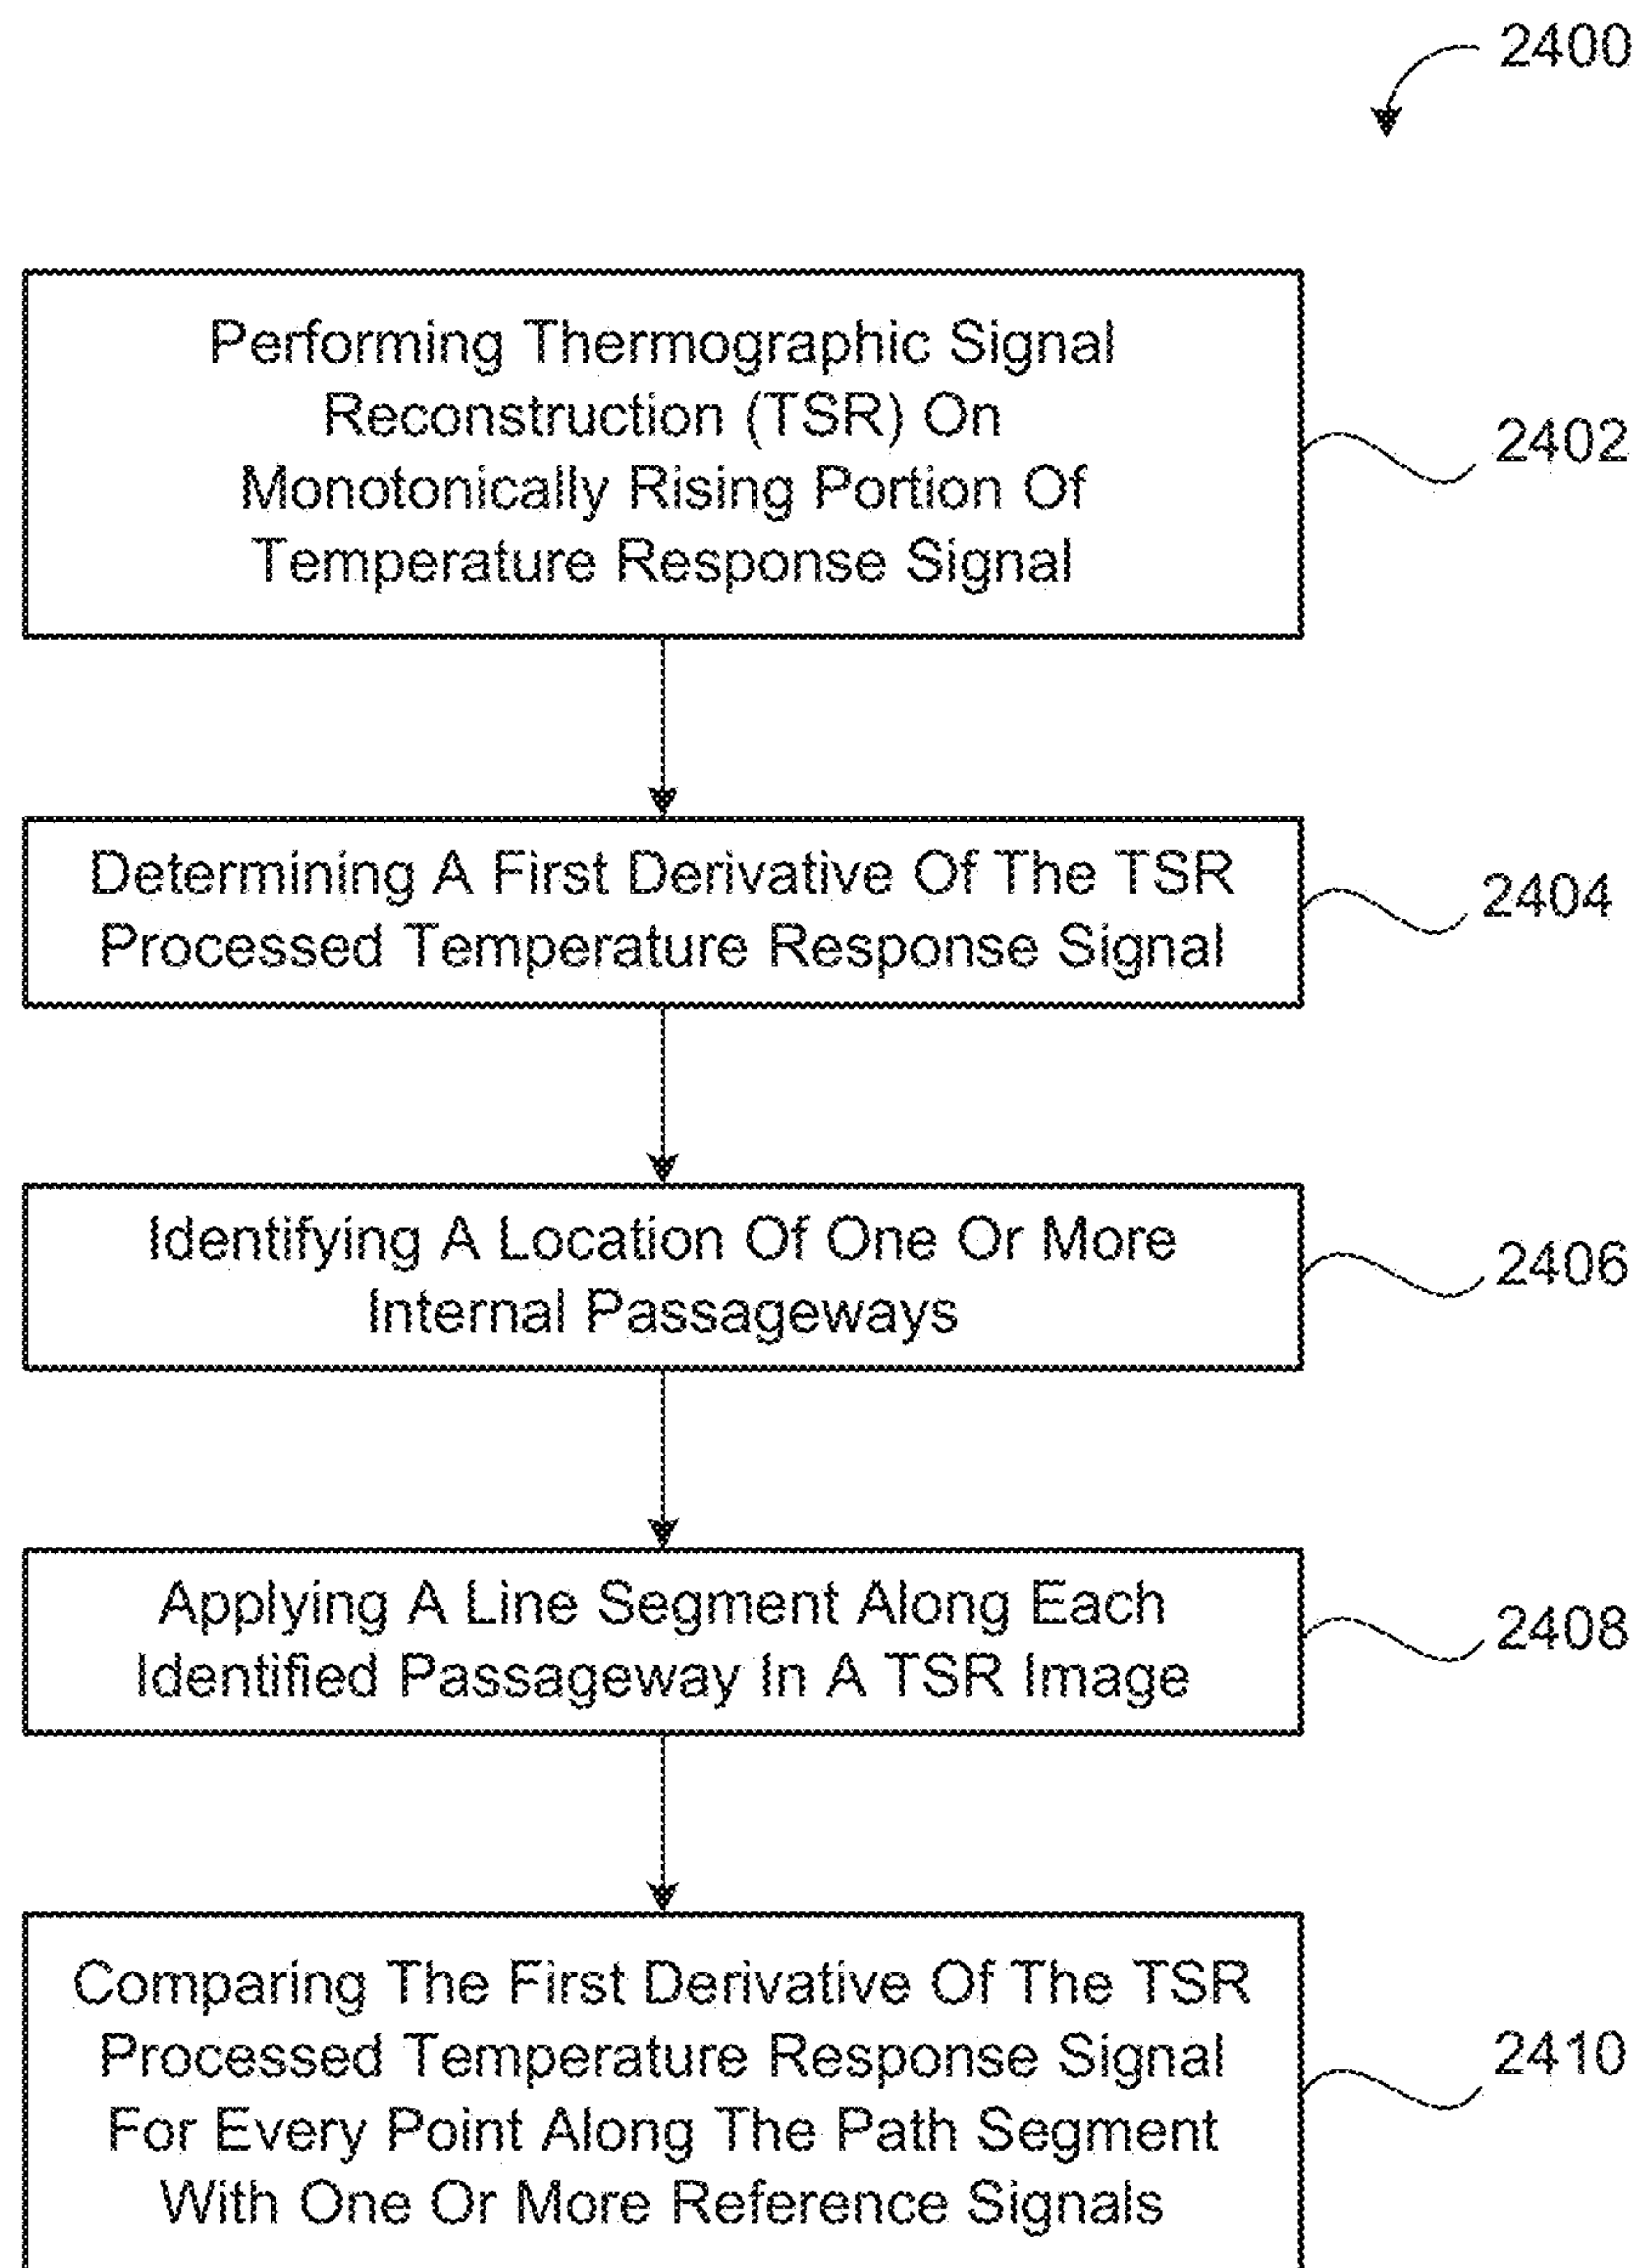 2400
Performing Thermographic Signal
Reconstruction (TSR) On
Monotonically Rising Portion Of
Temperature Response Signal
2402
Determining A First Derivative Of The TSR
Processed Temperature Response Signal
2404
Identifying A Location Of One Or More
Internal Passageways
2406
Applying A Line Segment Along Each
Identified Passageway In A TSR Image
2408
Comparing The First Derivative Of The TSR
Processed Temperature Response Signal
For Every Point Along The Path Segment
With One Or More Reference Signals
2410